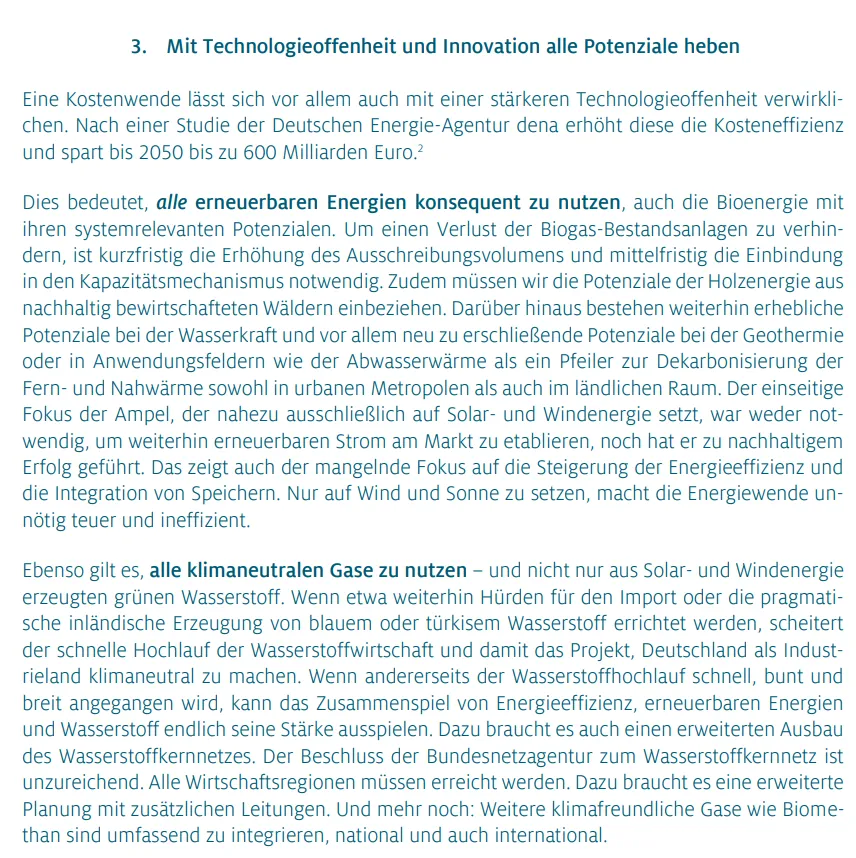 3. Mit Technologieoffenheit und Innovation alle Potenziale heben
Eine Kostenwende lässt sich vor allem auch mit einer stärkeren Technologieoffenheit verwirkli-
chen. Nach einer Studie der Deutschen Energie-Agentur dena erhöht diese die Kosteneffizienz
und spart bis 2050 bis zu 600 Milliarden Euro.²
Dies bedeutet, alle erneuerbaren Energien konsequent zu nutzen, auch die Bioenergie mit
ihren systemrelevanten Potenzialen. Um einen Verlust der Biogas-Bestandsanlagen zu verhin-
dern, ist kurzfristig die Erhöhung des Ausschreibungsvolumens und mittelfristig die Einbindung
in den Kapazitätsmechanismus notwendig. Zudem müssen wir die Potenziale der Holzenergie aus
nachhaltig bewirtschafteten Wäldern einbeziehen. Darüber hinaus bestehen weiterhin erhebliche
Potenziale bei der Wasserkraft und vor allem neu zu erschließende Potenziale bei der Geothermie
oder in Anwendungsfeldern wie der Abwasserwärme als ein Pfeiler zur Dekarbonisierung der
Fern- und Nahwärme sowohl in urbanen Metropolen als auch im ländlichen Raum. Der einseitige
Fokus der Ampel, der nahezu ausschließlich auf Solar- und Windenergie setzt, war weder not-
wendig, um weiterhin erneuerbaren Strom am Markt zu etablieren, noch hat er zu nachhaltigem
Erfolg geführt. Das zeigt auch der mangelnde Fokus auf die Steigerung der Energieeffizienz und
die Integration von Speichern. Nur auf Wind und Sonne zu setzen, macht die Energiewende un-
nötig teuer und ineffizient.
Ebenso gilt es, alle klimaneutralen Gase zu nutzen – und nicht nur aus Solar- und Windenergie
erzeugten grünen Wasserstoff. Wenn etwa weiterhin Hürden für den Import oder die pragmati-
sche inländische Erzeugung von blauem oder türkisem Wasserstoff errichtet werden, scheitert
der schnelle Hochlauf der Wasserstoffwirtschaft und damit das Projekt, Deutschland als Indust-
rieland klimaneutral zu machen. Wenn andererseits der Wasserstoffhochlauf schnell, bunt und
breit angegangen wird, kann das Zusammenspiel von Energieeffizienz, erneuerbaren Energien
und Wasserstoff endlich seine Stärke ausspielen. Dazu braucht es auch einen erweiterten Ausbau
des Wasserstoffkernnetzes. Der Beschluss der Bundesnetzagentur zum Wasserstoffkernnetz ist
unzureichend. Alle Wirtschaftsregionen müssen erreicht werden. Dazu braucht es eine erweiterte
Planung mit zusätzlichen Leitungen. Und mehr noch: Weitere klimafreundliche Gase wie Biome-
than sind umfassend zu integrieren, national und auch international.